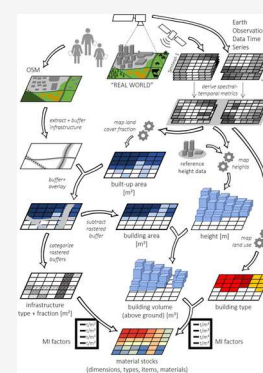 Earth
Observation
Data Time
Series
OSM
"REAL WORLD"
derive spectral-
temporal metrics
extract + buffer
infrastructure
map land
cover fraction
reference
height data
map
heights
buffer+
overlay
built-up area
[m²]
map
land use
subtract
rastered
buffer
categorize
rastered
buffers
building area
[m²]
height [m]
infrastructure
type + fraction [m²]
building volume
(above ground) [m³]
building type
MI factors
MI factors
material stocks
(dimensions, types, items, materials)